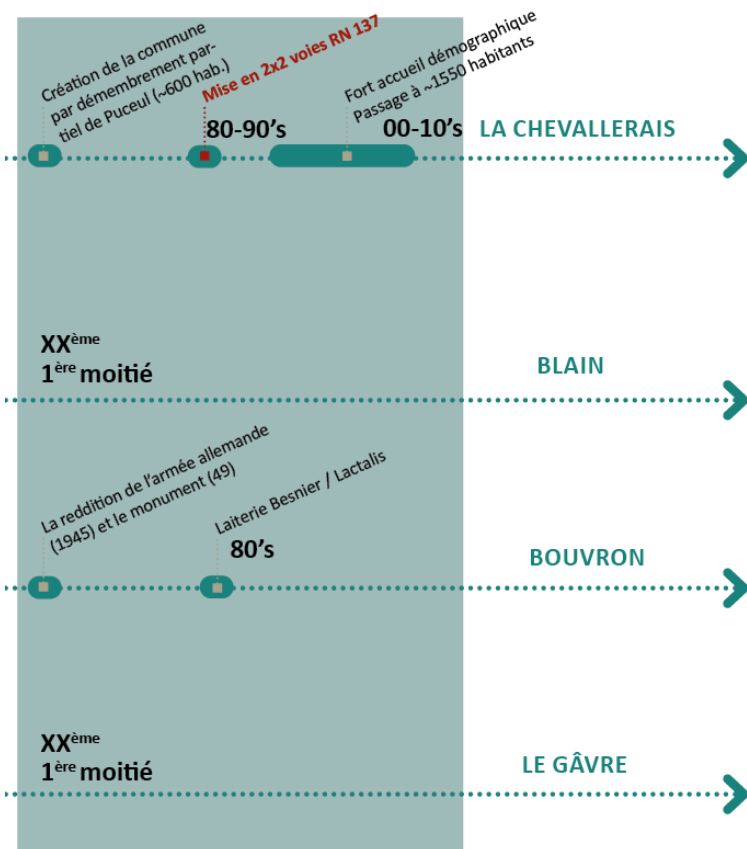 Création de la commune
par démembrement par-
tiel de Puceul (~600 hab.)
Mise en 2x2 voies RN 137
80-90's
Fort accueil démographique
Passage à ~1550 habitants
00-10's
LA CHEVALLERAIS
XXème
1ère moitié
BLAIN
La reddition de l'armée allemande
(1945) et le monument (49)
Laiterie Besnier / Lactalis
80's
BOUVRON
XXème
1ère moitié
LE GÂVRE